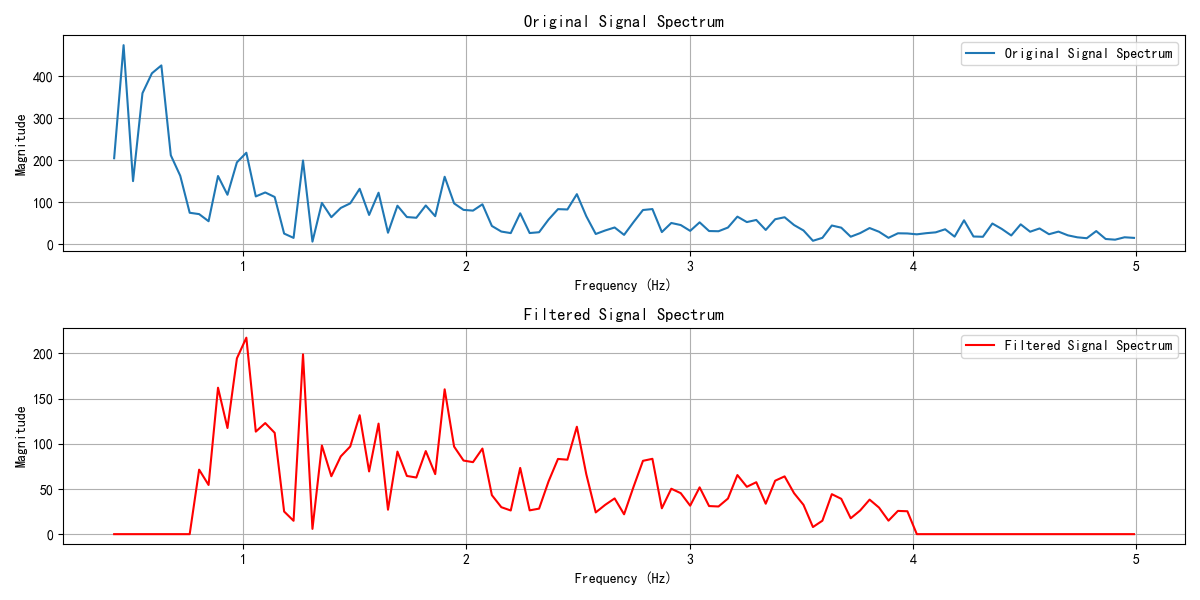 Original Signal Spectrum
Original Signal Spectrum
400
300
200
100
0
Magnitude
1
2
3
4
5
Frequency (Hz)
Filtered Signal Spectrum
Filtered Signal Spectrum
200
150
100
50
0
Magnitude
1
2
3
4
5
Frequency (Hz)